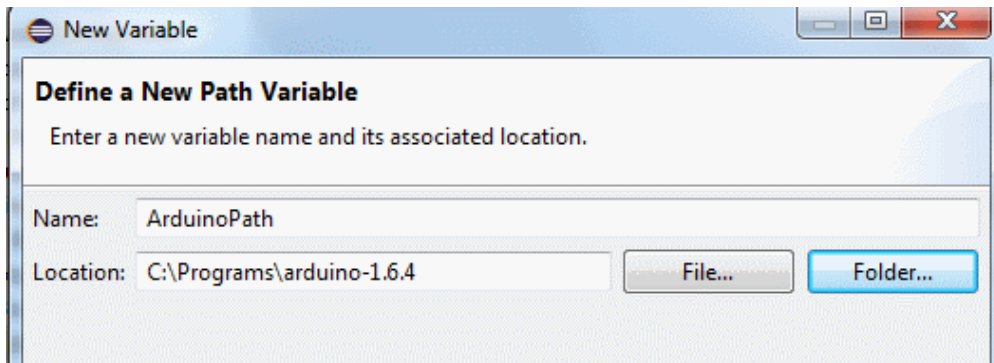 New Variable
Define a New Path Variable
Enter a new variable name and its associated location.
Name: ArduinoPath
Location: C:\Programs\arduino-1.6.4 File... Folder...